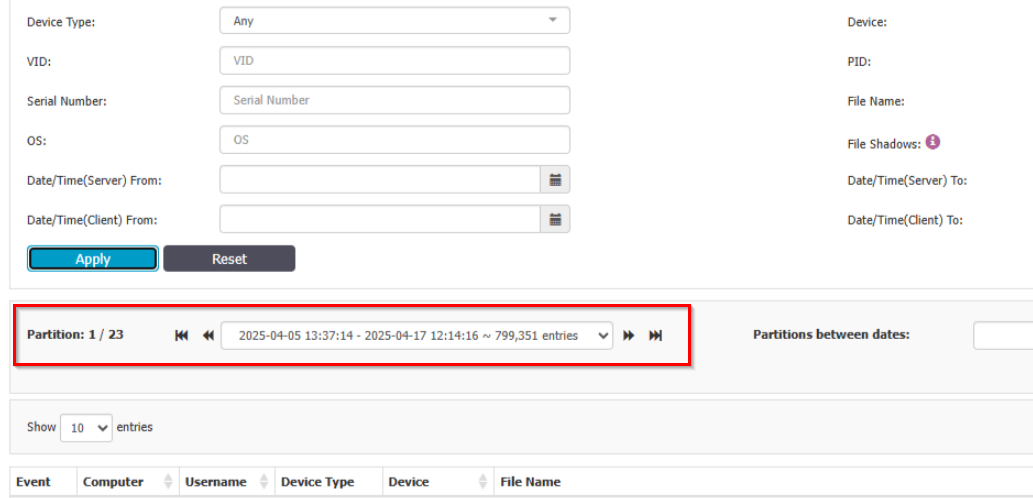 Device Type: Any Device:
VID: VID PID:
Serial Number: Serial Number File Name:
OS: OS File Shadows: i
Date/Time(Server) From: Date/Time(Server) To:
Date/Time(Client) From: Date/Time(Client) To:
Apply Reset
Partition: 1 / 23 2025-04-05 13:37:14 - 2025-04-17 12:14:16 ~ 799,351 entries Partitions between dates:
Show 10 entries
Event Computer Username Device Type Device File Name